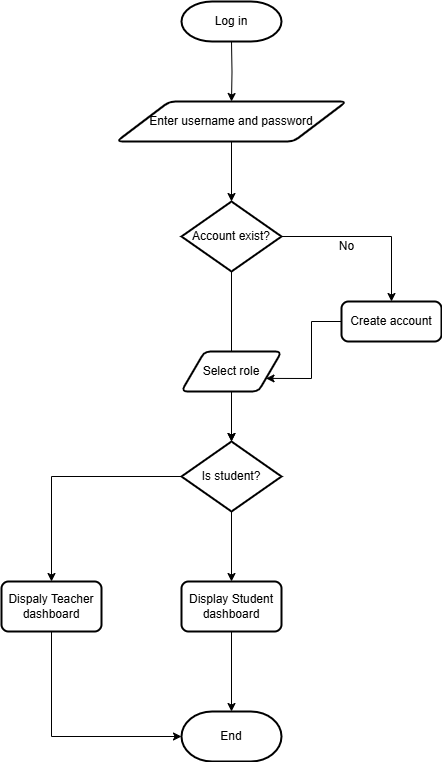 Log in
Enter username and password
Account exist?
No
Create account
Select role
Is student?
Dispaly Teacher
dashboard
Display Student
dashboard
End